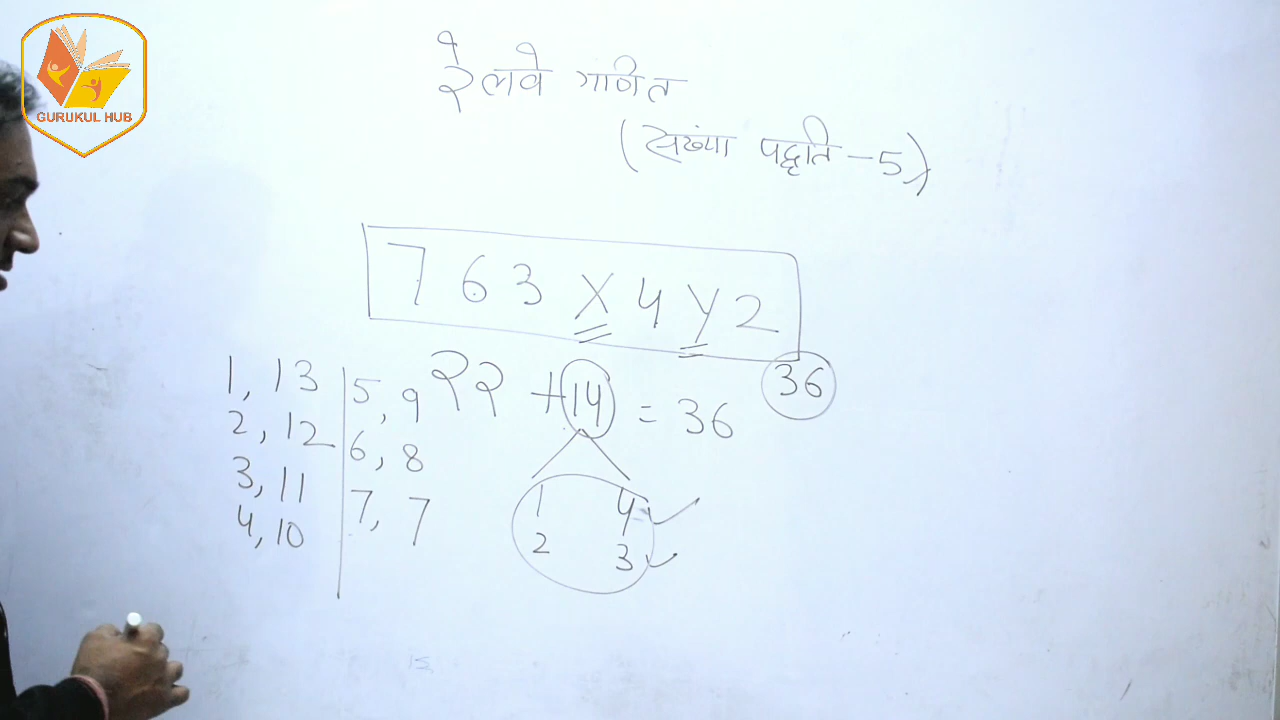 GURUKUL HUB
रेलवे गणित
(संख्या पद्धति - 5)
7 6 3 X 4 Y 2
36
२२ + 14 = 36
1, 13
2, 12
3, 11
4, 10
5, 9
6, 8
7, 7
1 4
2 3